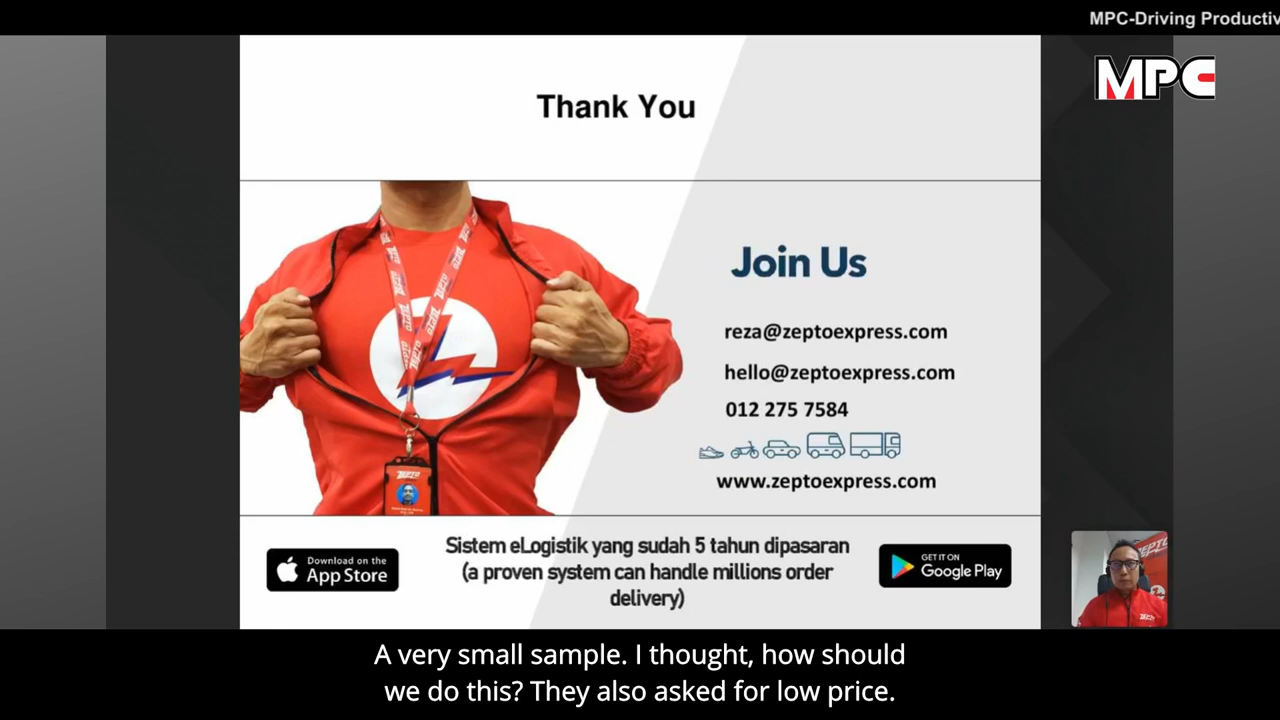 MPC-Driving Productiv
MPC
Thank You
Join Us
reza@zeptoexpress.com
hello@zeptoexpress.com
012 275 7584
www.zeptoexpress.com
ZEPTO
Download on the
App Store
Sistem eLogistik yang sudah 5 tahun dipasaran
(a proven system can handle millions order
delivery)
GET IT ON
Google Play
ZEPTO
A very small sample. I thought, how should
we do this? They also asked for low price.